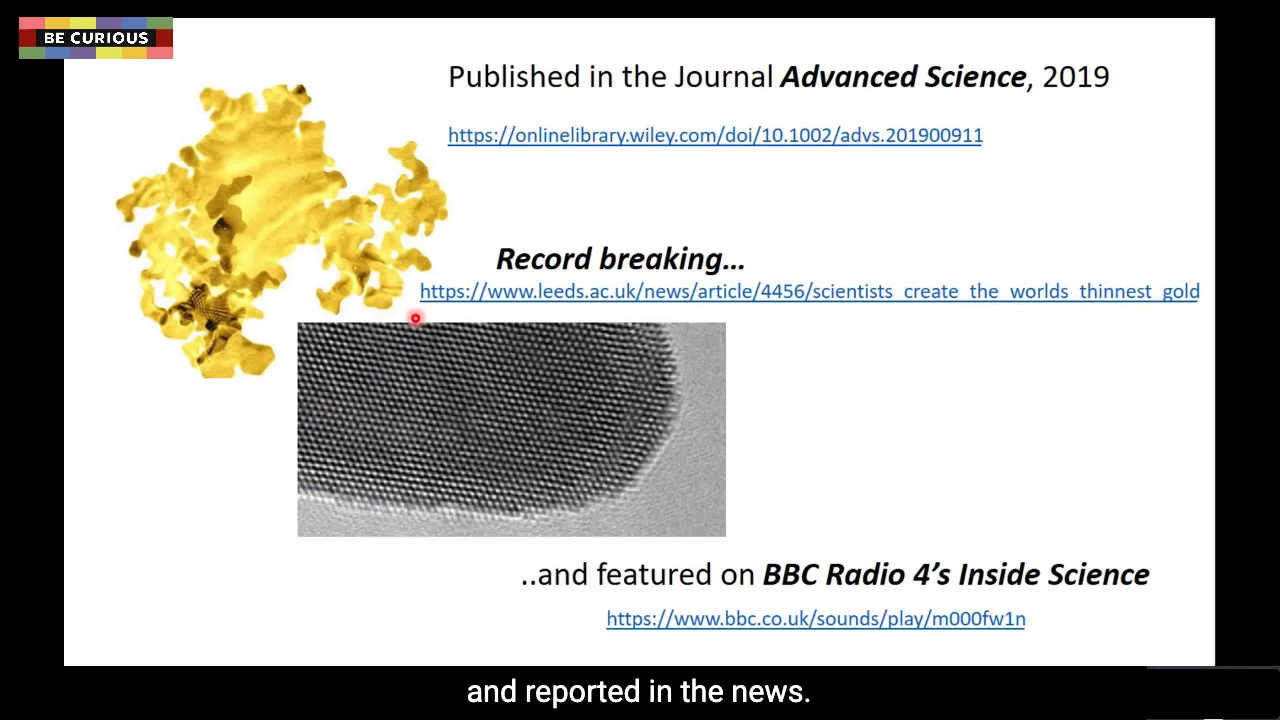 BE CURIOUS
Published in the Journal Advanced Science, 2019
https://onlinelibrary.wiley.com/doi/10.1002/advs.201900911
Record breaking...
https://www.leeds.ac.uk/news/article/4456/scientists_create_the_worlds_thinnest_gold
..and featured on BBC Radio 4's Inside Science
https://www.bbc.co.uk/sounds/play/m000fw1n
and reported in the news.